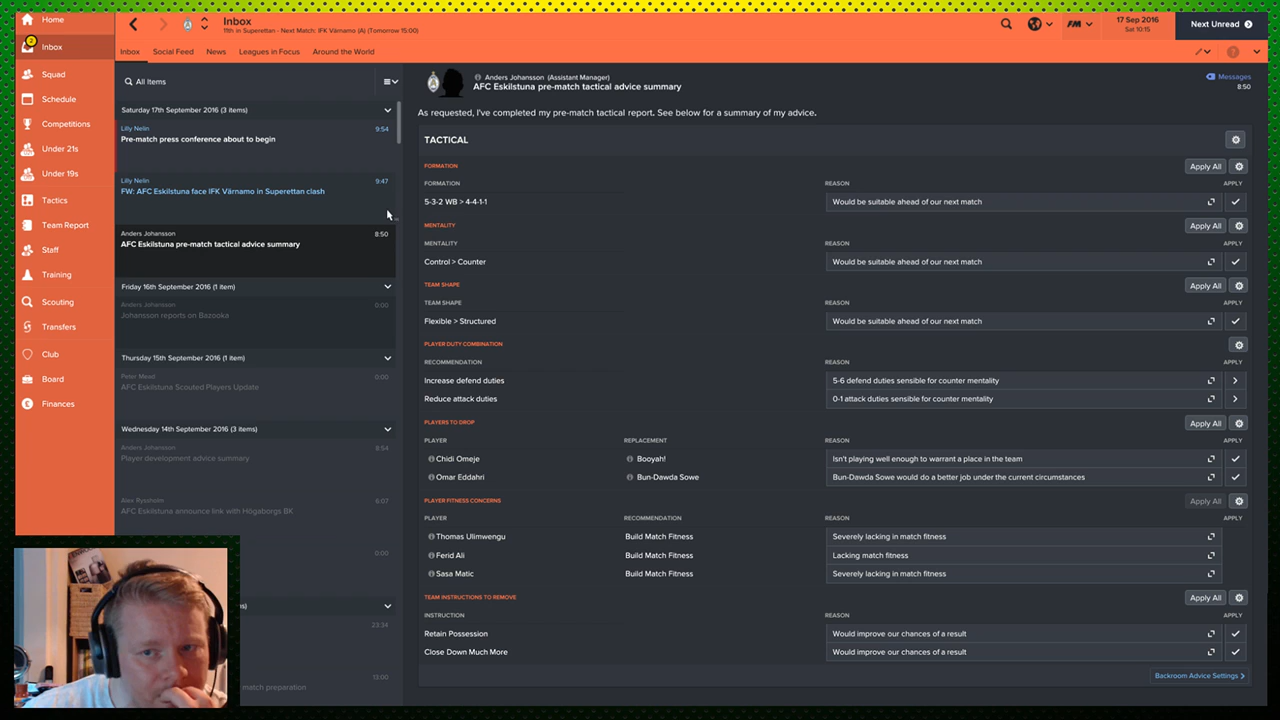 Home
Inbox
2
Squad
Schedule
Competitions
Under 21s
Under 19s
Tactics
Team Report
Staff
Training
Scouting
Transfers
Club
Board
Finances
Inbox
11th in Superettan - Next Match: IFK Värnamo (A) (Tomorrow 15:00)
FM
17 Sep 2016
Sat 10:15
Next Unread
Inbox Social Feed News Leagues in Focus Around the World
All Items
Saturday 17th September 2016 (3 items)
Lilly Nelin 9:54
Pre-match press conference about to begin
Lilly Nelin 9:47
FW: AFC Eskilstuna face IFK Värnamo in Superettan clash
Anders Johansson 8:50
AFC Eskilstuna pre-match tactical advice summary
Friday 16th September 2016 (1 item)
Anders Johansson 0:00
Johansson reports on Bazooka
Thursday 15th September 2016 (1 item)
Peter Mead 0:00
AFC Eskilstuna Scouted Players Update
Wednesday 14th September 2016 (3 items)
Anders Johansson 8:54
Player development advice summary
Alex Ryssholm 6:07
AFC Eskilstuna announce link with Högaborgs BK
0:00
23:34
13:00
match preparation
Anders Johansson (Assistant Manager)
AFC Eskilstuna pre-match tactical advice summary
Messages
8:50
As requested, I've completed my pre-match tactical report. See below for a summary of my advice.
TACTICAL
FORMATION Apply All
FORMATION REASON APPLY
5-3-2 WB > 4-4-1-1 Would be suitable ahead of our next match
MENTALITY Apply All
MENTALITY REASON APPLY
Control > Counter Would be suitable ahead of our next match
TEAM SHAPE Apply All
TEAM SHAPE REASON APPLY
Flexible > Structured Would be suitable ahead of our next match
PLAYER DUTY COMBINATION
RECOMMENDATION REASON APPLY
Increase defend duties 5-6 defend duties sensible for counter mentality
Reduce attack duties 0-1 attack duties sensible for counter mentality
PLAYERS TO DROP Apply All
PLAYER REPLACEMENT REASON APPLY
Chidi Omeje Booyah! Isn't playing well enough to warrant a place in the team
Omar Eddahri Bun-Dawda Sowe Bun-Dawda Sowe would do a better job under the current circumstances
PLAYER FITNESS CONCERNS Apply All
PLAYER RECOMMENDATION REASON APPLY
Thomas Ulimwengu Build Match Fitness Severely lacking in match fitness
Ferid Ali Build Match Fitness Lacking match fitness
Sasa Matic Build Match Fitness Severely lacking in match fitness
TEAM INSTRUCTIONS TO REMOVE Apply All
INSTRUCTION REASON APPLY
Retain Possession Would improve our chances of a result
Close Down Much More Would improve our chances of a result
Backroom Advice Settings >